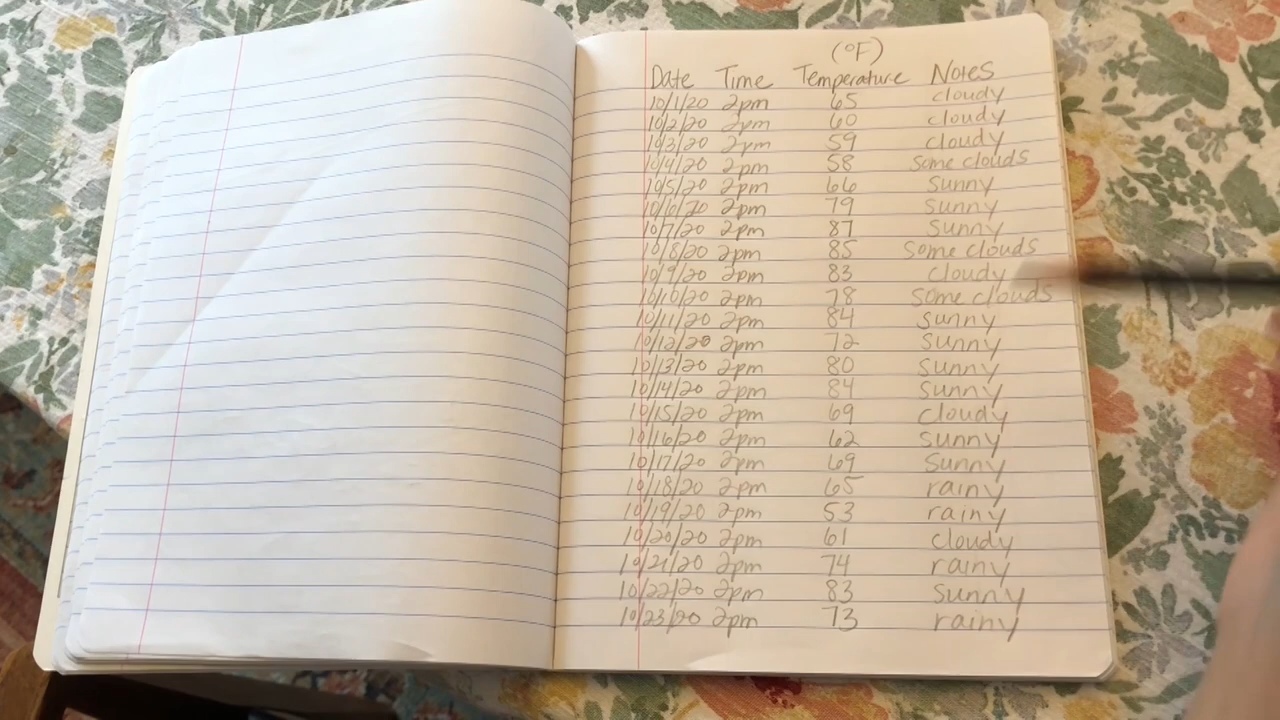 (°F)
Date Time Temperature Notes
10/1/20 2pm 65 cloudy
10/2/20 2pm 60 cloudy
10/3/20 2pm 59 cloudy
10/4/20 2pm 58 some clouds
10/5/20 2pm 66 sunny
10/6/20 2pm 79 sunny
10/7/20 2pm 87 sunny
10/8/20 2pm 85 some clouds
10/9/20 2pm 83 cloudy
10/10/20 2pm 78 some clouds
10/11/20 2pm 84 sunny
10/12/20 2pm 72 sunny
10/13/20 2pm 80 sunny
10/14/20 2pm 84 sunny
10/15/20 2pm 69 cloudy
10/16/20 2pm 62 sunny
10/17/20 2pm 69 sunny
10/18/20 2pm 65 rainy
10/19/20 2pm 53 rainy
10/20/20 2pm 61 cloudy
10/21/20 2pm 74 rainy
10/22/20 2pm 83 sunny
10/23/20 2pm 73 rainy